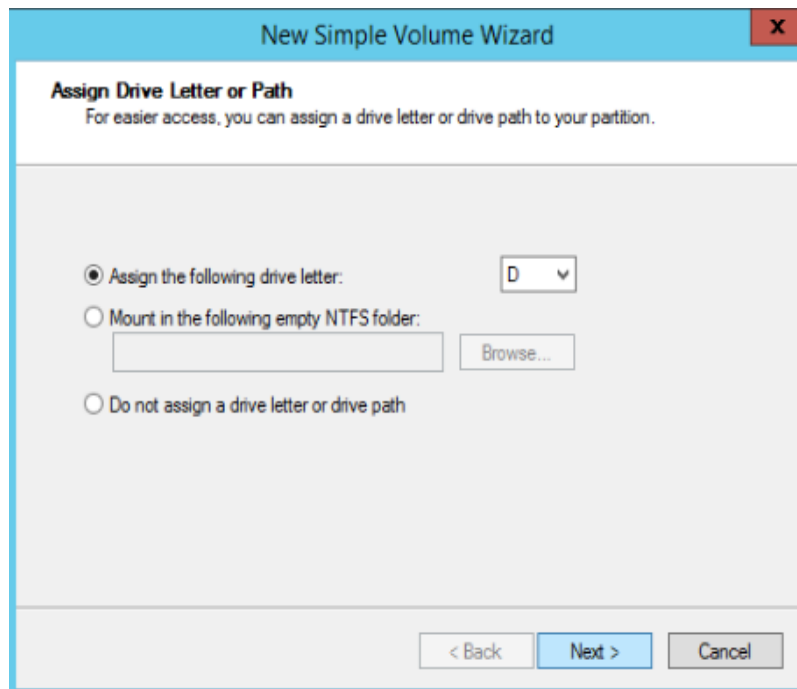 New Simple Volume Wizard
x
Assign Drive Letter or Path
For easier access, you can assign a drive letter or drive path to your partition.
Assign the following drive letter: D
Mount in the following empty NTFS folder:
Browse...
Do not assign a drive letter or drive path
< Back Next > Cancel